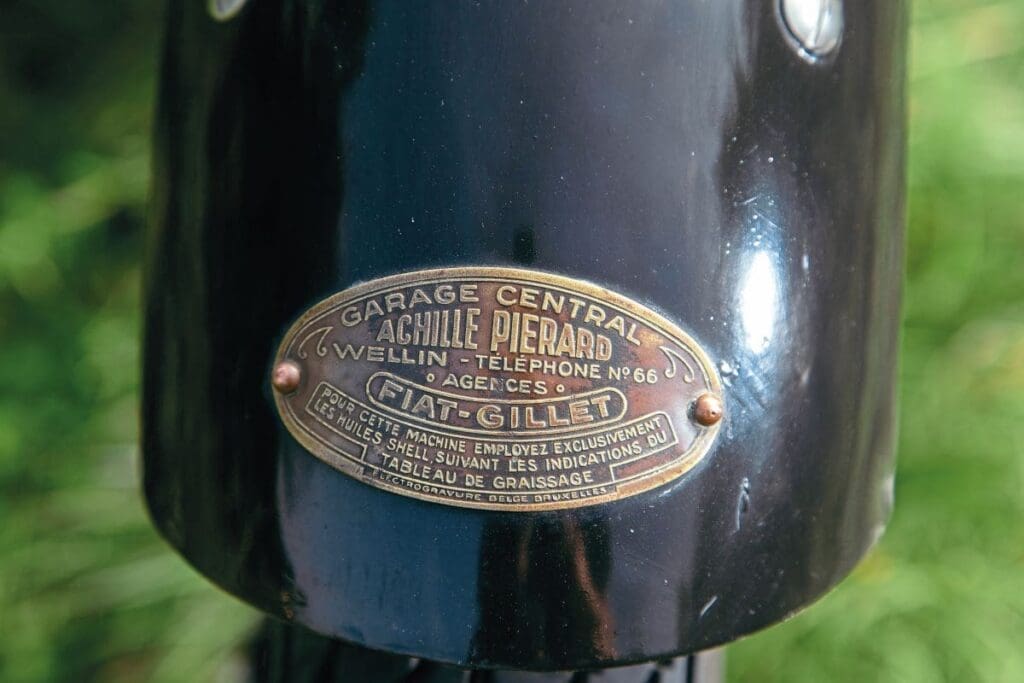 GARAGE CENTRAL
ACHILLE PIERARD
WELLIN - TÉLÉPHONE Nº 66
AGENCES
FIAT-GILLET
POUR CETTE MACHINE EMPLOYEZ EXCLUSIVEMENT
LES HUILES SHELL, SUIVANT LES INDICATIONS DU
TABLEAU DE GRAISSAGE
ELECTROGRAVURE BELGE BRUXELLES